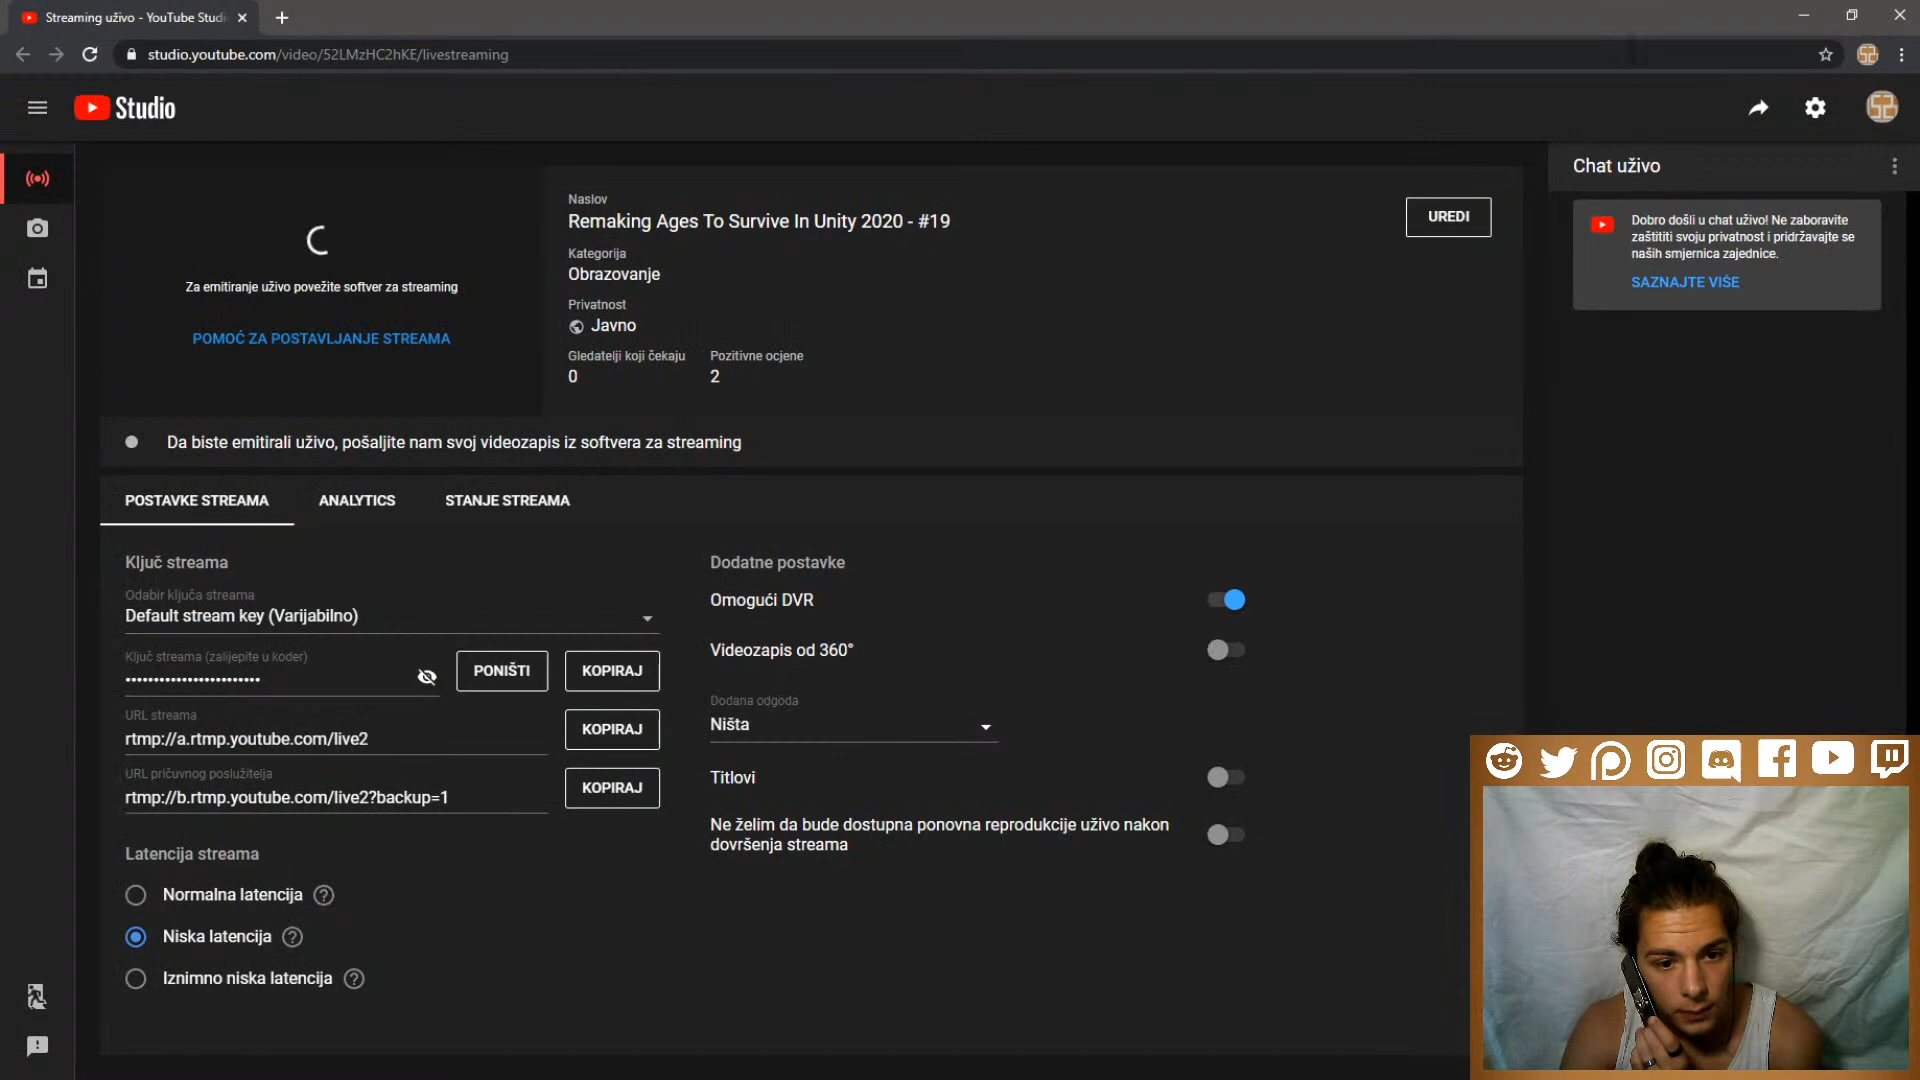 Streaming uživo - YouTube Studi
studio.youtube.com/video/52LMzHC2hKE/livestreaming
Studio
Za emitiranje uživo povežite softver za streaming
POMOĆ ZA POSTAVLJANJE STREAMA
Naslov
Remaking Ages To Survive In Unity 2020 - #19
UREDI
Kategorija
Obrazovanje
Privatnost
Javno
Gledatelji koji čekaju
0
Pozitivne ocjene
2
Chat uživo
Dobro došli u chat uživo! Ne zaboravite
zaštititi svoju privatnost i pridržavajte se
naših smjernica zajednice.
SAZNAJTE VIŠE
Da biste emitirali uživo, pošaljite nam svoj videozapis iz softvera za streaming
POSTAVKE STREAMA
ANALYTICS
STANJE STREAMA
Ključ streama
Odabir ključa streama
Default stream key (Varijabilno)
Ključ streama (zalijepite u koder)
••••••••••••••••••••••••
PONIŠTI
KOPIRAJ
URL streama
rtmp://a.rtmp.youtube.com/live2
KOPIRAJ
URL pričuvnog poslužitelja
rtmp://b.rtmp.youtube.com/live2?backup=1
KOPIRAJ
Latencija streama
Normalna latencija
Niska latencija
Iznimno niska latencija
Dodatne postavke
Omogući DVR
Videozapis od 360°
Dodana odgoda
Ništa
Titlovi
Ne želim da bude dostupna ponovna reprodukcije uživo nakon
dovršenja streama